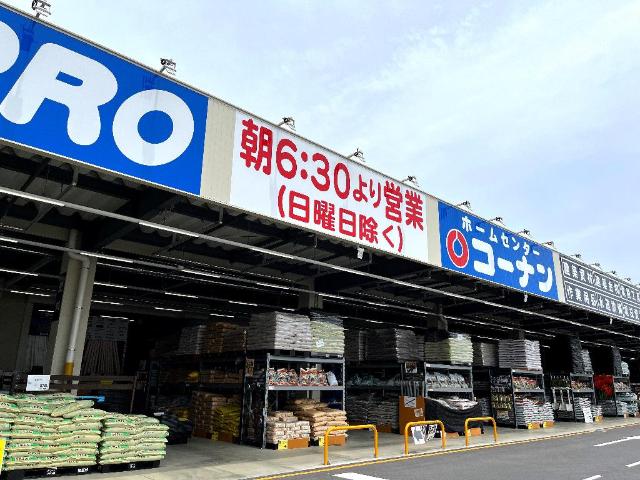 PRO
朝6:30より営業
(日曜日除く)
ホームセンター
コーナン